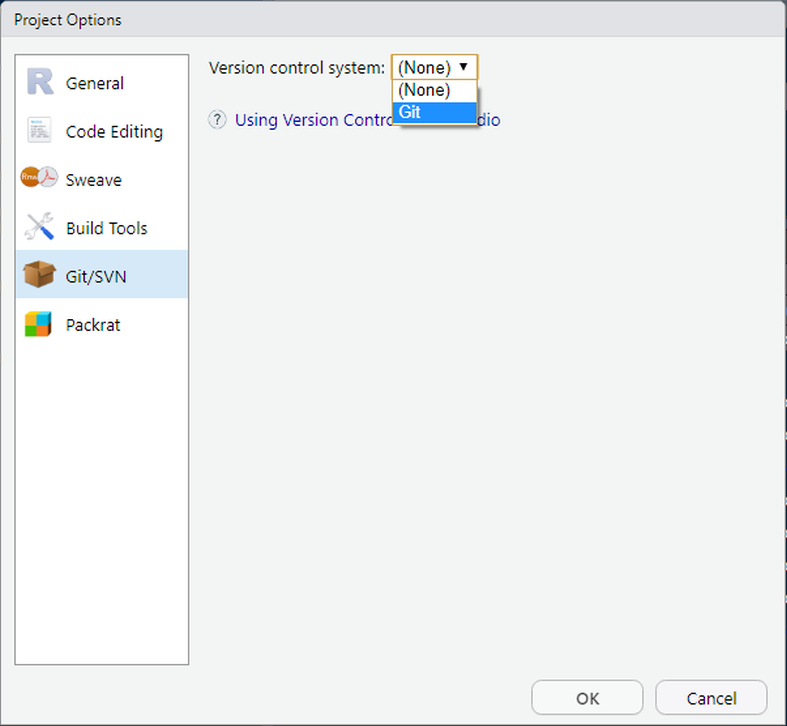 Project Options
General
Code Editing
Sweave
Build Tools
Git/SVN
Packrat
Version control system: (None)
(None)
Git
? Using Version Contro dio
OK
Cancel